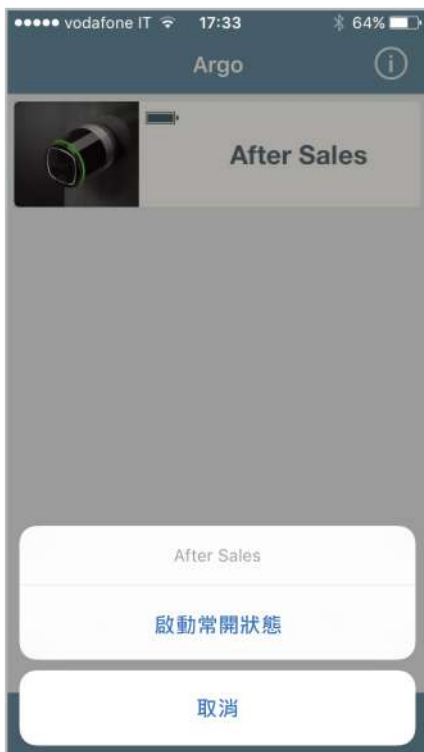 vodafone IT 17:33 64%
Argo
After Sales
After Sales
啟動常開狀態
取消